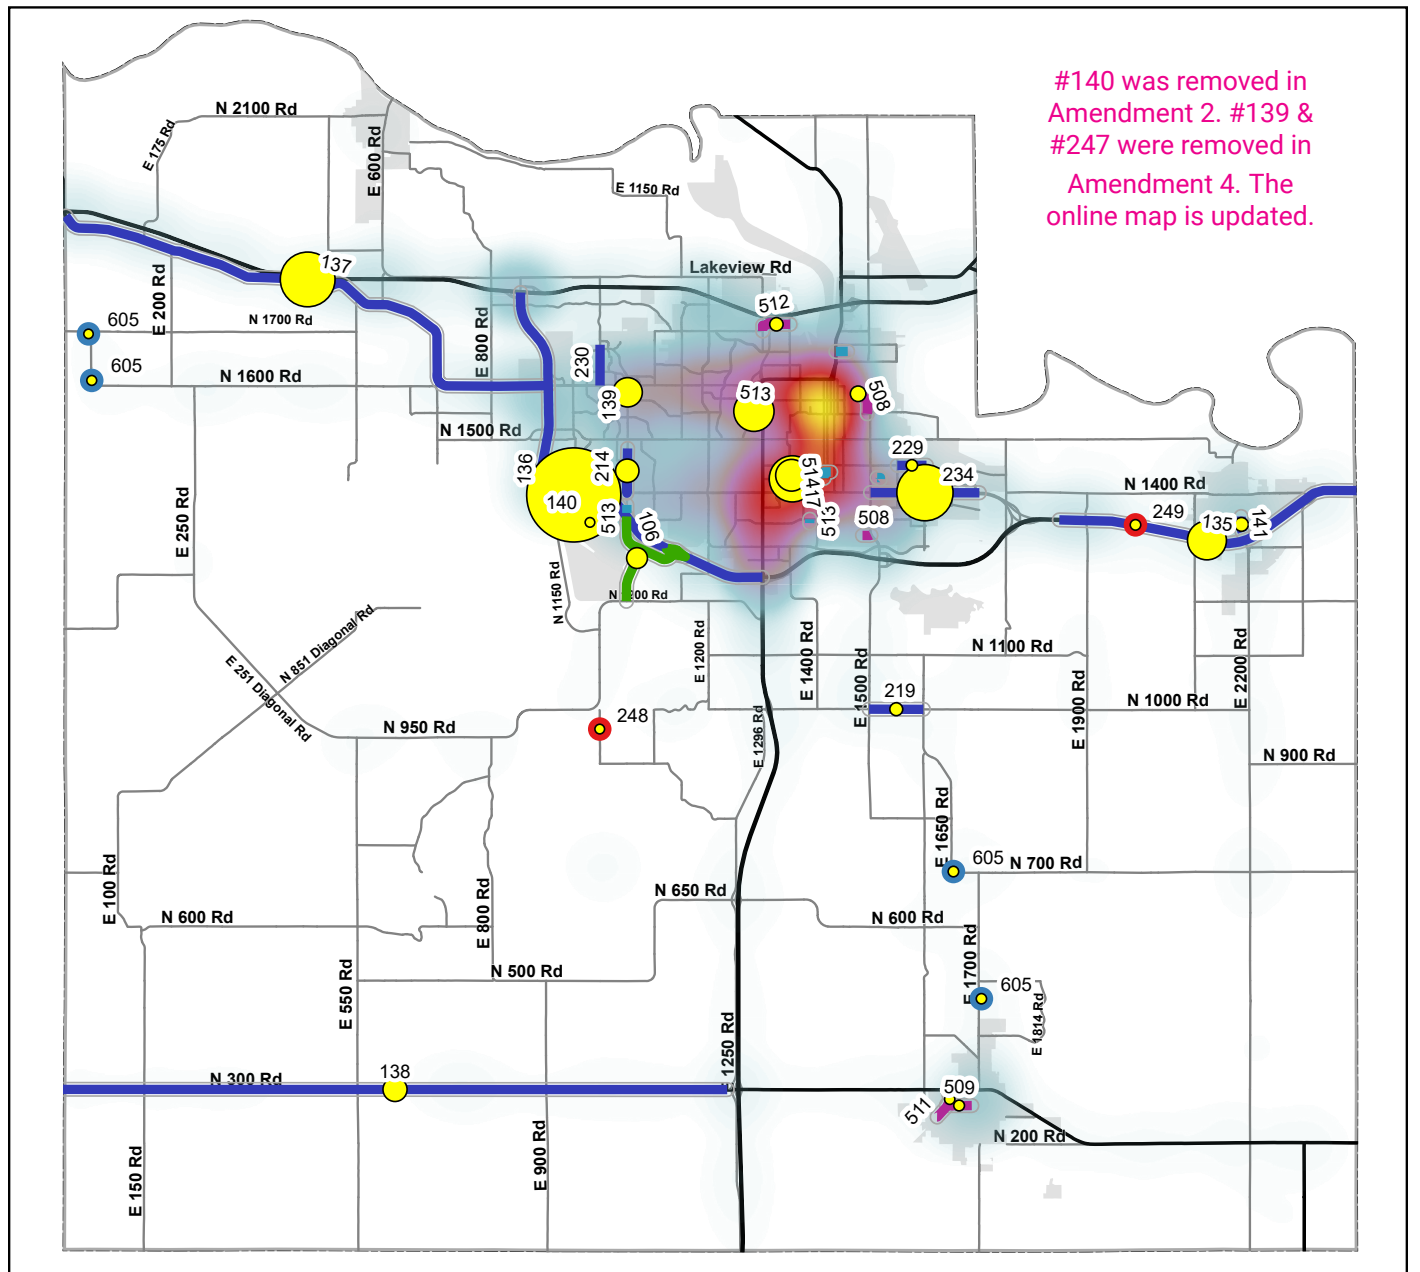 #140 was removed in
Amendment 2. #139 &
#247 were removed in
Amendment 4. The
online map is updated.
N 2100 Rd
E 175 Rd
E 600 Rd
E 1150 Rd
Lakeview Rd
137
E 200 Rd
605
N 1700 Rd
E 800 Rd
512
230
605
N 1600 Rd
139
513
508
N 1500 Rd
136
214
229
140
513
106
514
17
513
234
508
N 1400 Rd
249
135
141
E 250 Rd
N 1150 Rd
E 1200 Rd
E 1400 Rd
E 1500 Rd
N 1100 Rd
E 1900 Rd
E 2200 Rd
N 851 Diagonal Rd
E 251 Diagonal Rd
219
N 1000 Rd
N 950 Rd
248
E 1296 Rd
N 900 Rd
E 1650 Rd
605
N 700 Rd
E 100 Rd
N 650 Rd
N 600 Rd
E 800 Rd
N 600 Rd
E 1700 Rd
N 500 Rd
605
E 550 Rd
E 1814 Rd
N 300 Rd
138
E 1250 Rd
509
511
N 200 Rd
E 150 Rd
E 900 Rd